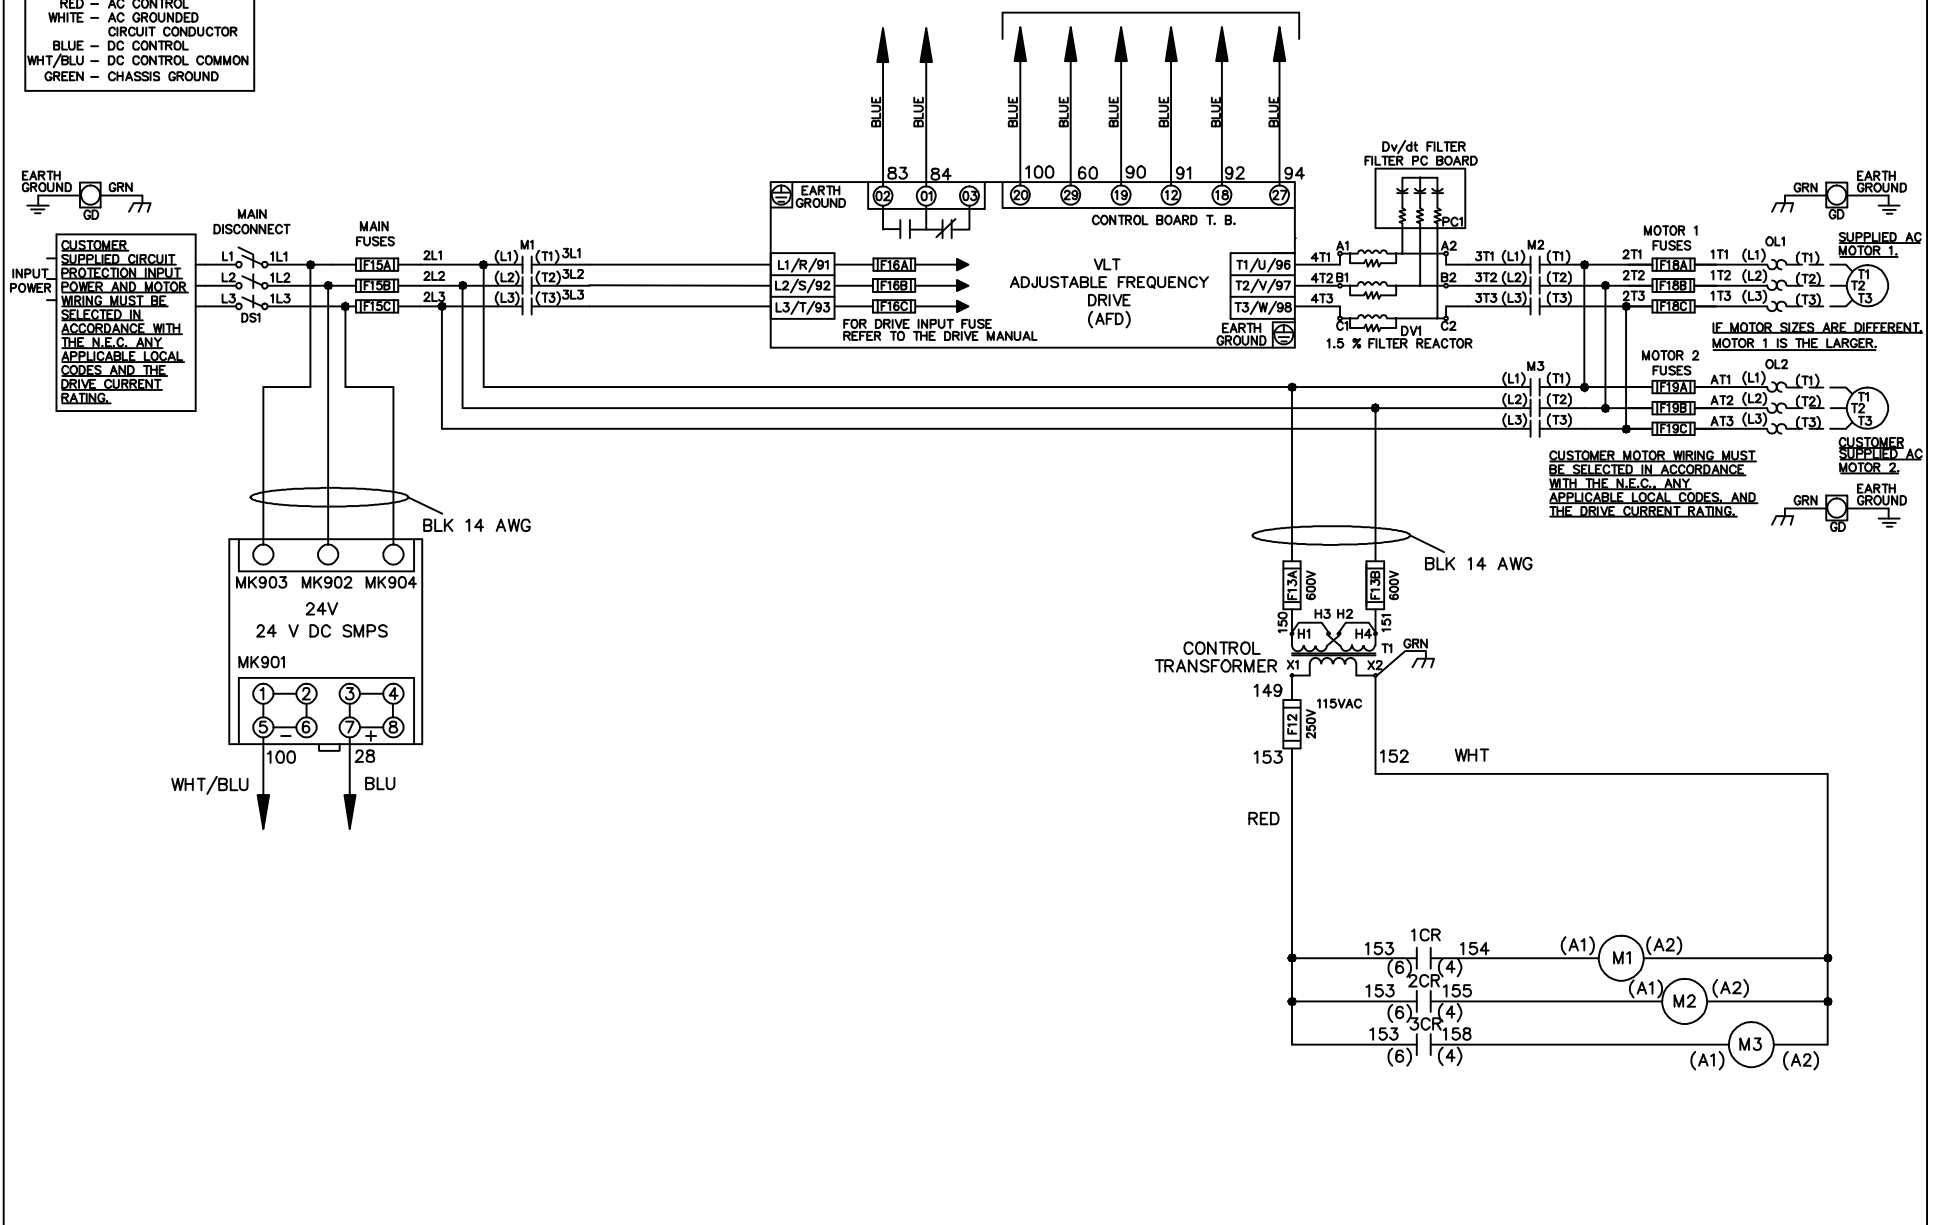 RED – AC CONTROL
WHITE – AC GROUNDED
CIRCUIT CONDUCTOR
BLUE – DC CONTROL
WHT/BLU – DC CONTROL COMMON
GREEN – CHASSIS GROUND
BLUE
BLUE
BLUE
BLUE
BLUE
BLUE
BLUE
BLUE
83
84
100
60
90
91
92
94
EARTH
GROUND
02
01
03
20
29
19
12
18
27
CONTROL BOARD T. B.
EARTH
GROUND
GRN
GD
CUSTOMER
SUPPLIED CIRCUIT
PROTECTION INPUT
POWER AND MOTOR
WIRING MUST BE
SELECTED IN
ACCORDANCE WITH
THE N.E.C. ANY
APPLICABLE LOCAL
CODES AND THE
DRIVE CURRENT
RATING.
INPUT
POWER
MAIN
DISCONNECT
L1
1L1
L2
1L2
L3
1L3
DS1
MAIN
FUSES
F15A
F15B
F15C
2L1
2L2
2L3
M1
(L1)
(T1)
3L1
(L2)
(T2)
3L2
(L3)
(T3)
3L3
L1/R/91
F16A
L2/S/92
F16B
L3/T/93
F16C
FOR DRIVE INPUT FUSE
REFER TO THE DRIVE MANUAL
VLT
ADJUSTABLE FREQUENCY
DRIVE
(AFD)
T1/U/96
T2/V/97
T3/W/98
EARTH
GROUND
Dv/dt FILTER
FILTER PC BOARD
PC1
4T1
A1
A2
4T2
B1
B2
4T3
C1
C2
DV1
1.5 % FILTER REACTOR
M2
3T1 (L1) (T1)
3T2 (L2) (T2)
3T3 (L3) (T3)
MOTOR 1
FUSES
2T1
F18A
1T1
(L1)
(T1)
2T2
F18B
1T2
(L2)
(T2)
2T3
F18C
1T3
(L3)
(T3)
OL1
GRN
EARTH
GROUND
GD
SUPPLIED AC
MOTOR 1.
T1
T2
T3
IF MOTOR SIZES ARE DIFFERENT,
MOTOR 1 IS THE LARGER.
M3
(L1) (T1)
(L2) (T2)
(L3) (T3)
MOTOR 2
FUSES
F19A
AT1
(L1)
(T1)
F19B
AT2
(L2)
(T2)
F19C
AT3
(L3)
(T3)
OL2
T1
T2
T3
CUSTOMER
SUPPLIED AC
MOTOR 2.
CUSTOMER MOTOR WIRING MUST
BE SELECTED IN ACCORDANCE
WITH THE N.E.C., ANY
APPLICABLE LOCAL CODES, AND
THE DRIVE CURRENT RATING.
GRN
EARTH
GROUND
GD
BLK 14 AWG
MK903
MK902
MK904
24V
24 V DC SMPS
MK901
1
2
3
4
5
6
7
8
–
+
100
28
WHT/BLU
BLU
BLK 14 AWG
F13A
600V
F13B
600V
150
151
H3 H2
H1
H4
T1
GRN
CONTROL
TRANSFORMER
X1
X2
149
115VAC
F12
250V
153
152
WHT
RED
1CR
153
154
(6)
(4)
(A1)
M1
(A2)
2CR
153
155
(6)
(4)
(A1)
M2
(A2)
3CR
153
158
(6)
(4)
(A1)
M3
(A2)